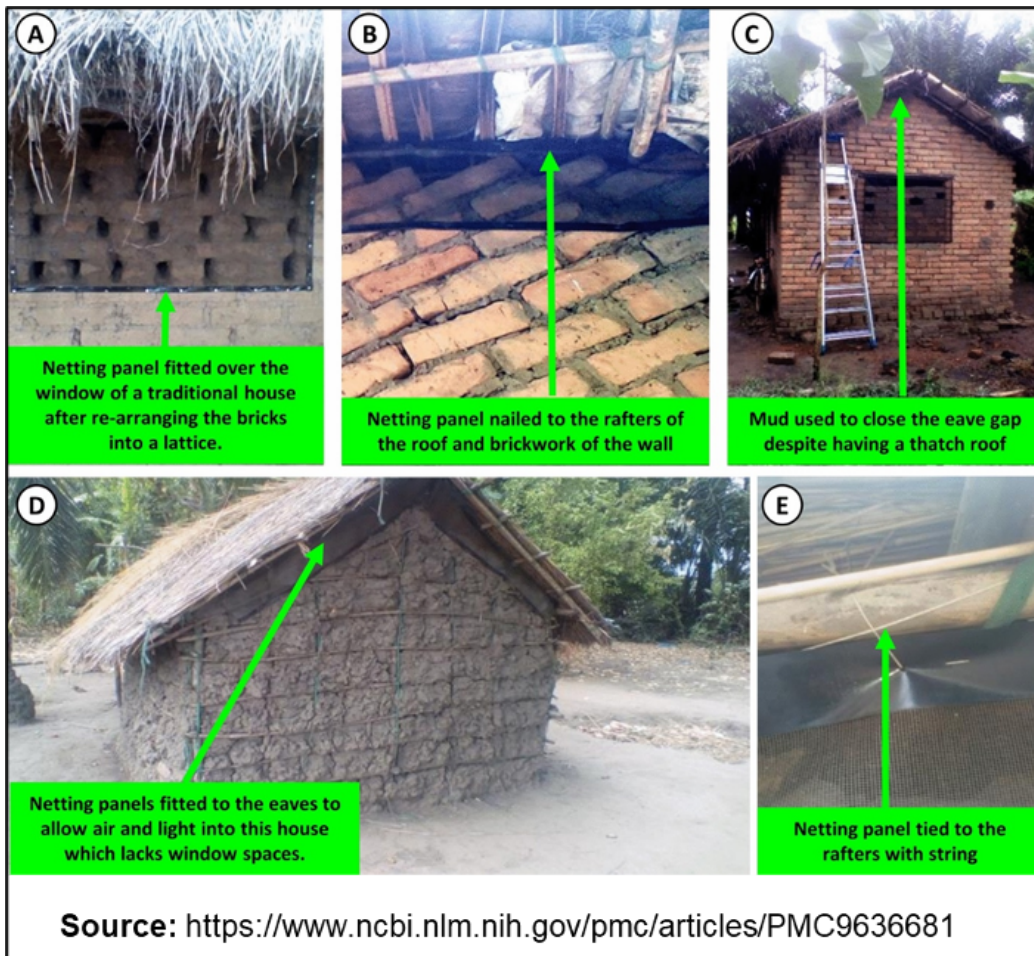 A
B
C
Netting panel fitted over the
window of a traditional house
after re-arranging the bricks
into a lattice.
Netting panel nailed to the rafters of
the roof and brickwork of the wall
Mud used to close the eave gap
despite having a thatch roof
D
E
Netting panels fitted to the eaves to
allow air and light into this house
which lacks window spaces.
Netting panel tied to the
rafters with string
Source: https://www.ncbi.nlm.nih.gov/pmc/articles/PMC9636681